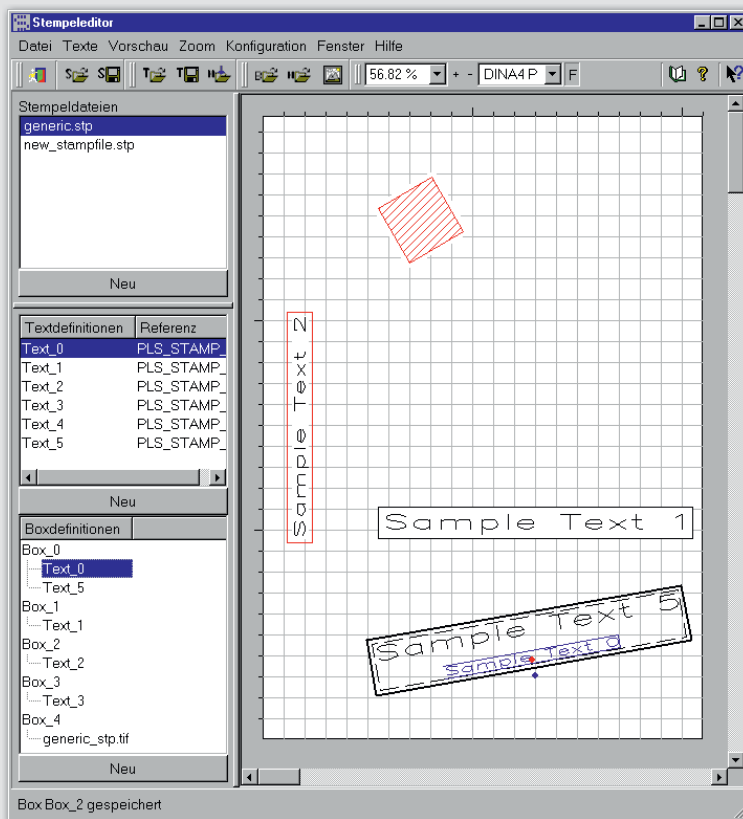 Stempeleditor
Datei Texte Vorschau Zoom Konfiguration Fenster Hilfe
S S T T H B H 56.82 % + - DINA4 P F
Stempeldateien
generic.stp
new_stampfile.stp
Neu
Textdefinitionen Referenz
Text_0 PLS_STAMP_
Text_1 PLS_STAMP_
Text_2 PLS_STAMP_
Text_3 PLS_STAMP_
Text_4 PLS_STAMP_
Text_5 PLS_STAMP_
Neu
Boxdefinitionen
Box_0
Text_0
Text_5
Box_1
Text_1
Box_2
Text_2
Box_3
Text_3
Box_4
generic_stp.tif
Neu
Sample Text 2
Sample Text 1
Sample Text 5
Sample Text 0
Box Box_2 gespeichert